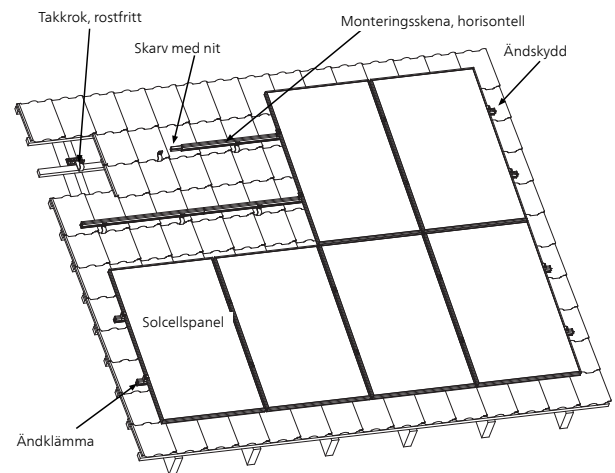 Takkrok, rostfritt
Monteringsskena, horisontell
Skarv med nit
Ändskydd
Solcellspanel
Ändklämma